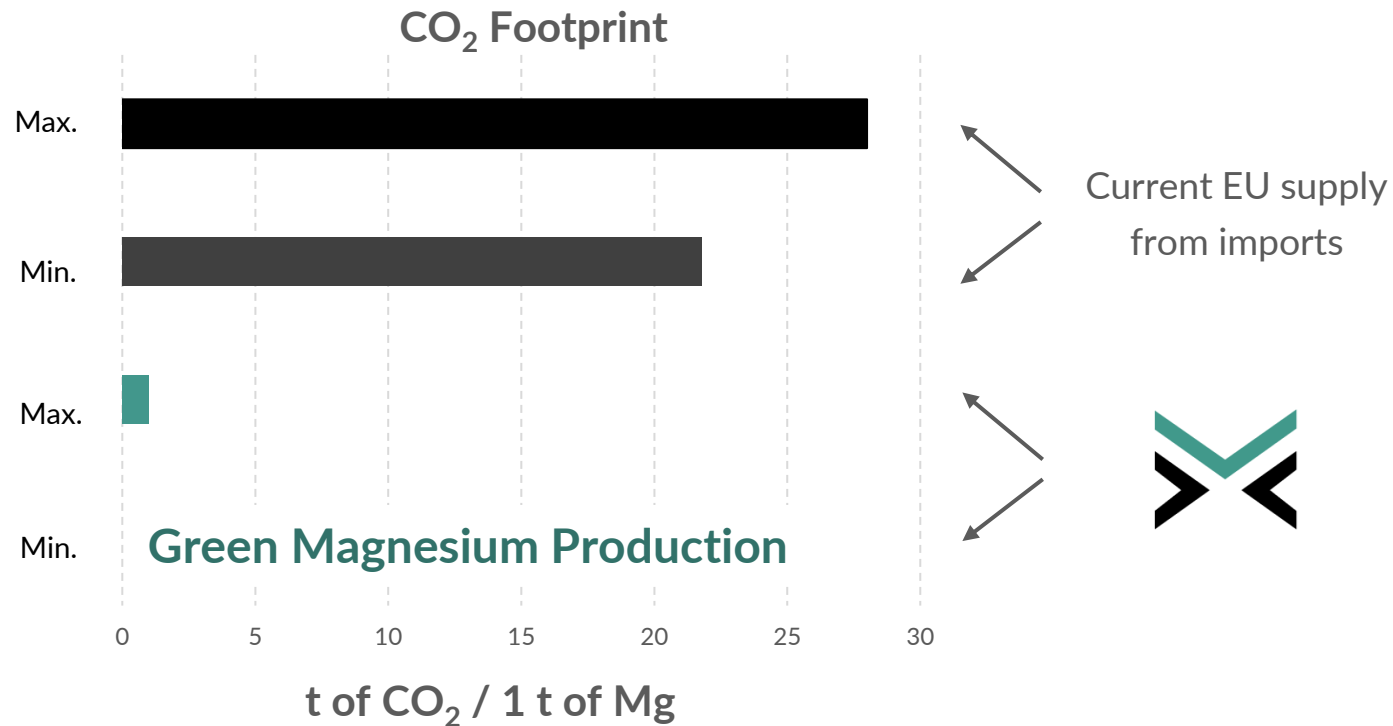 CO₂ Footprint
Max.
Min.
Max.
Min.
Current EU supply
from imports
Green Magnesium Production
0 5 10 15 20 25 30
t of CO₂ / 1 t of Mg